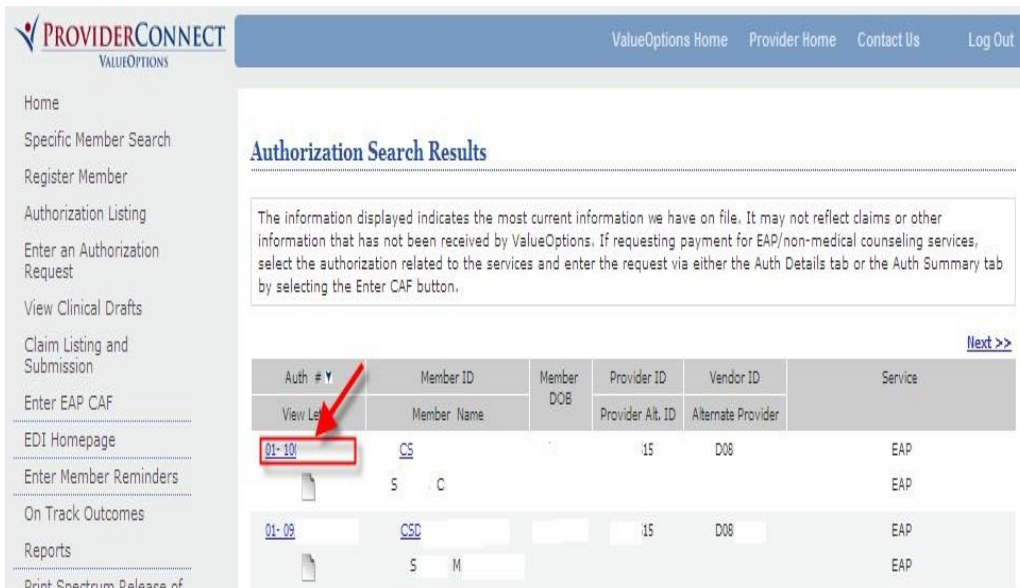 PROVIDERCONNECT
VALUEOPTIONS
ValueOptions Home Provider Home Contact Us Log Out
Home
Specific Member Search
Register Member
Authorization Listing
Enter an Authorization
Request
View Clinical Drafts
Claim Listing and
Submission
Enter EAP CAF
EDI Homepage
Enter Member Reminders
On Track Outcomes
Reports
Print Spectrum Release of
Authorization Search Results
The information displayed indicates the most current information we have on file. It may not reflect claims or other
information that has not been received by ValueOptions. If requesting payment for EAP/non-medical counseling services,
select the authorization related to the services and enter the request via either the Auth Details tab or the Auth Summary tab
by selecting the Enter CAF button.
Next >>
Auth # Member ID Member DOB Provider ID Vendor ID Service
View Member Name Provider Alt. ID Alternate Provider
01- 10 CS 15 D08 EAP
S C EAP
01- 09 CSD 15 D08 EAP
S M EAP